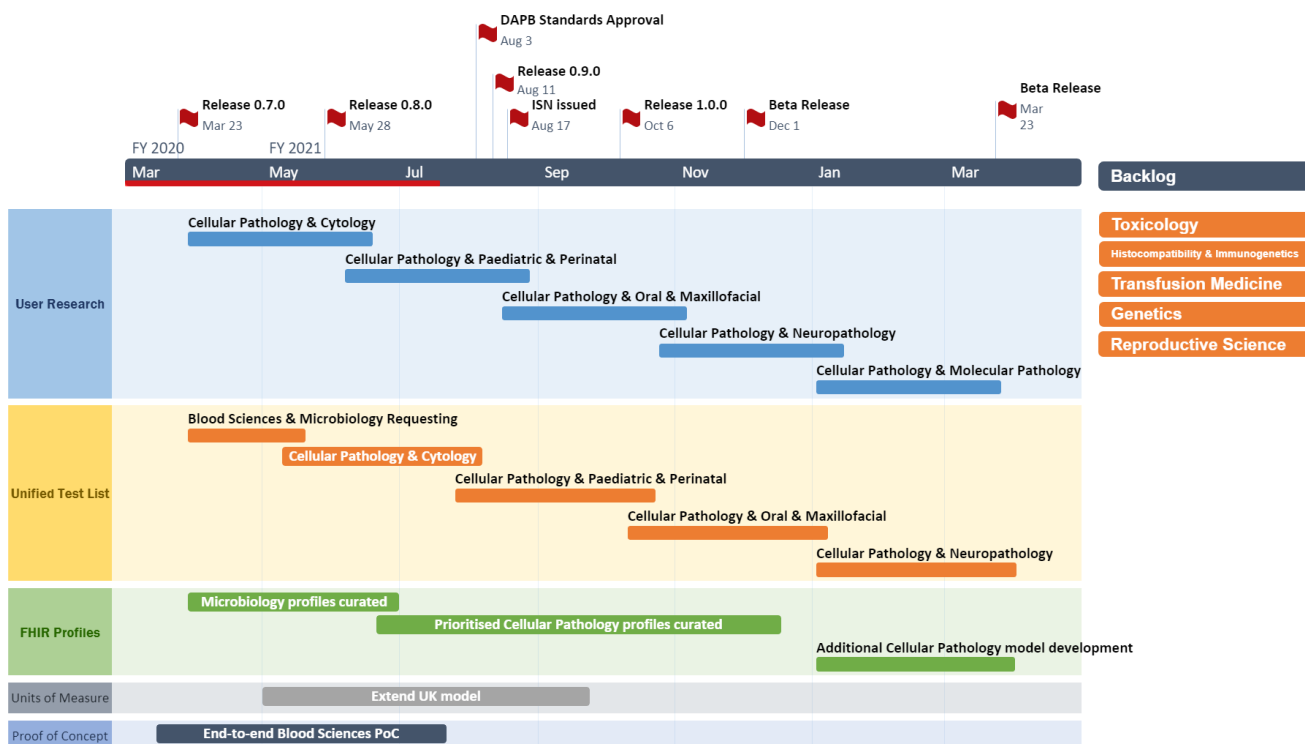 DAPB Standards Approval
Aug 3
Release 0.9.0
Aug 11
Beta Release
Mar
23
Release 0.7.0
Mar 23
Release 0.8.0
May 28
ISN issued
Aug 17
Release 1.0.0
Oct 6
Beta Release
Dec 1
FY 2020
FY 2021
Mar
May
Jul
Sep
Nov
Jan
Mar
Backlog
Toxicology
Histocompatibility & Immunogenetics
Transfusion Medicine
Genetics
Reproductive Science
User Research
Cellular Pathology & Cytology
Cellular Pathology & Paediatric & Perinatal
Cellular Pathology & Oral & Maxillofacial
Cellular Pathology & Neuropathology
Cellular Pathology & Molecular Pathology
Unified Test List
Blood Sciences & Microbiology Requesting
Cellular Pathology & Cytology
Cellular Pathology & Paediatric & Perinatal
Cellular Pathology & Oral & Maxillofacial
Cellular Pathology & Neuropathology
FHIR Profiles
Microbiology profiles curated
Prioritised Cellular Pathology profiles curated
Additional Cellular Pathology model development
Units of Measure
Extend UK model
Proof of Concept
End-to-end Blood Sciences PoC